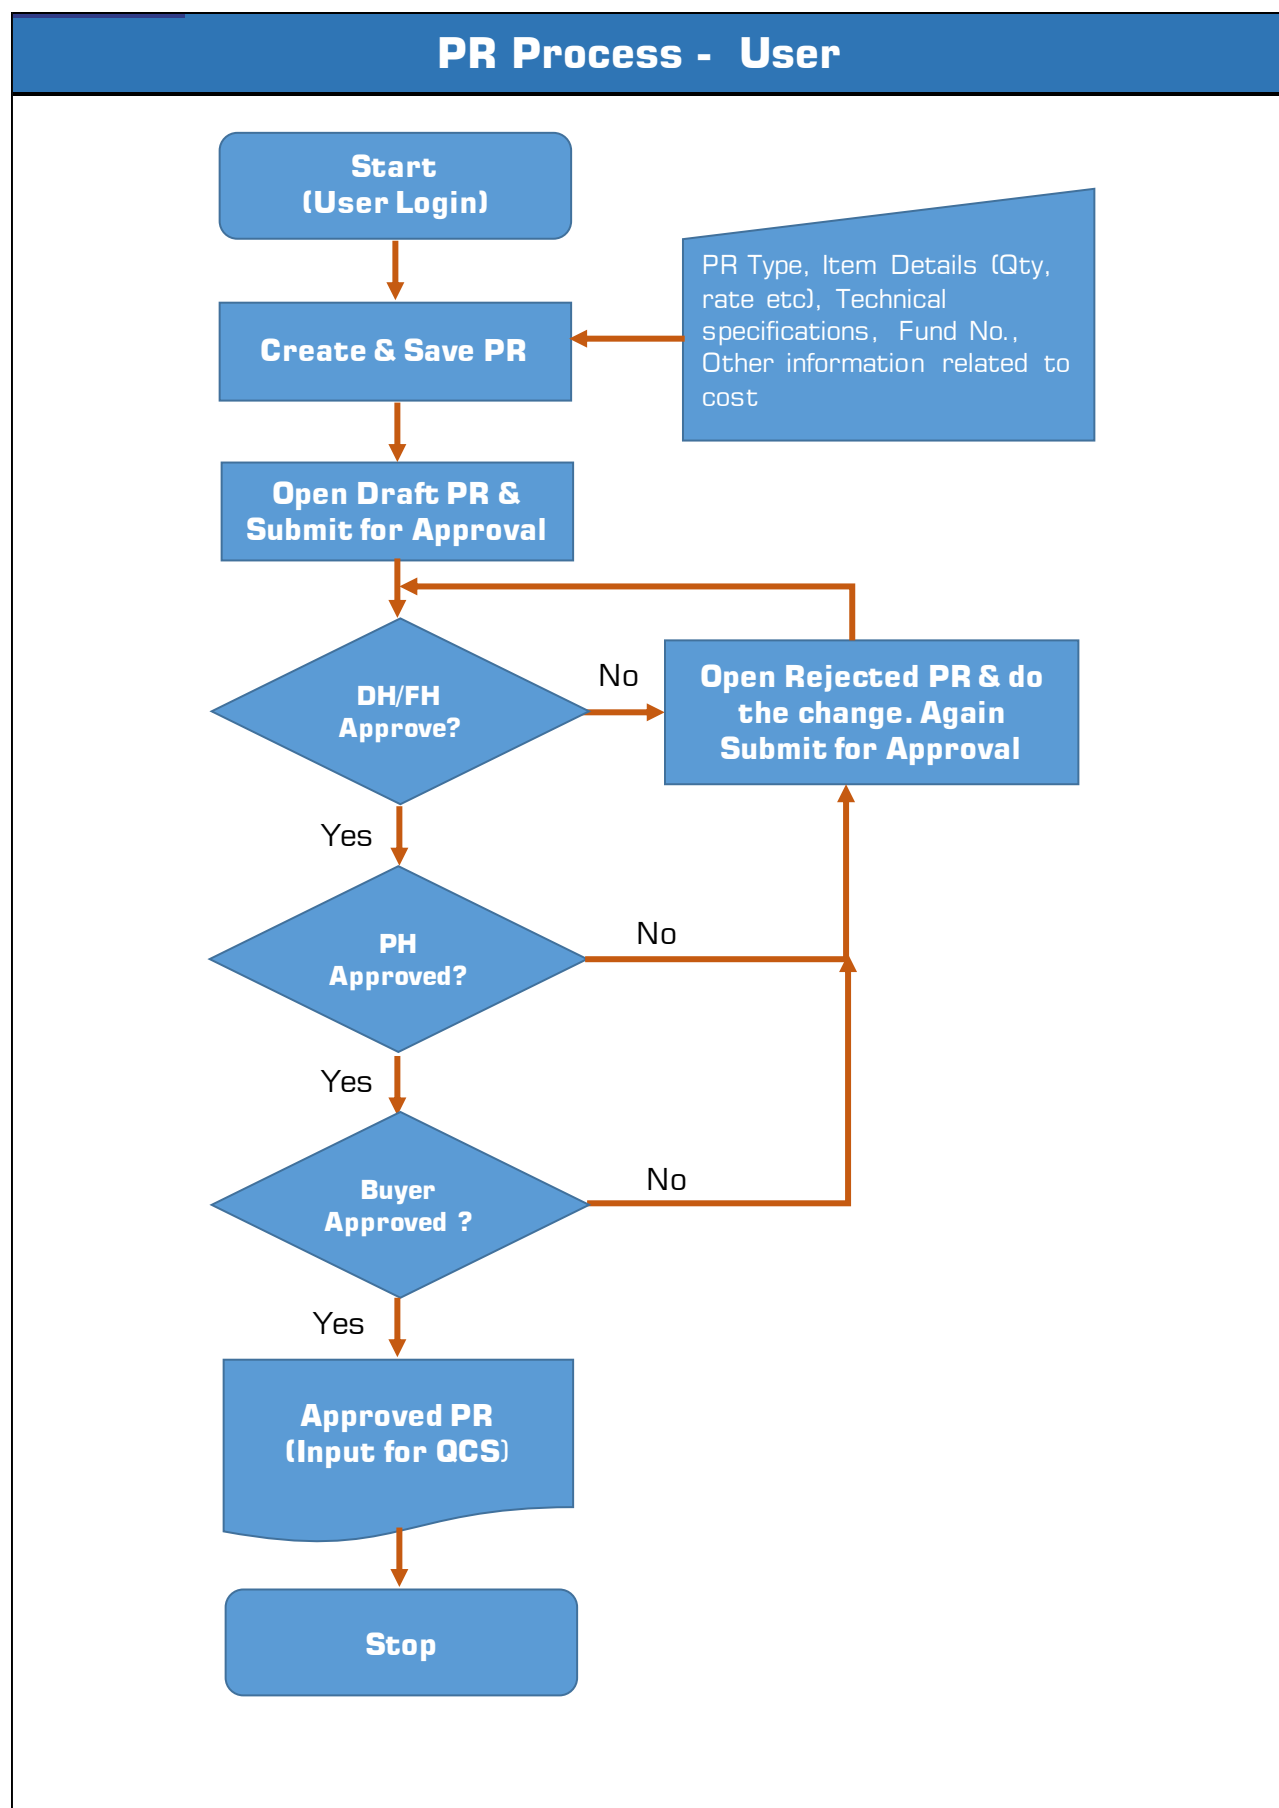 PR Process - User
Start
(User Login)
PR Type, Item Details (Qty,
rate etc), Technical
specifications, Fund No.,
Other information related to
cost
Create & Save PR
Open Draft PR &
Submit for Approval
DH/FH
Approve?
No
Open Rejected PR & do
the change. Again
Submit for Approval
Yes
PH
Approved?
No
Yes
Buyer
Approved ?
No
Yes
Approved PR
(Input for QCS)
Stop